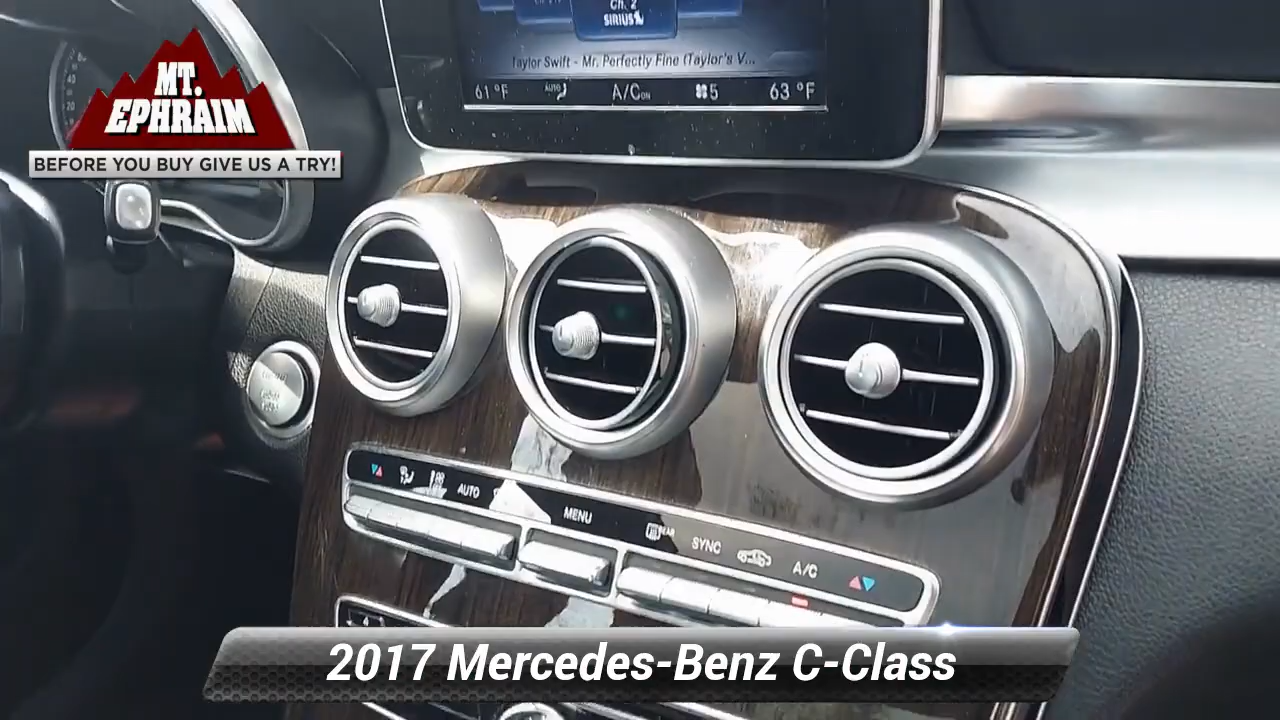 Ch. 2
SIRIUS
Taylor Swift - Mr. Perfectly Fine (Taylor's V...
61°F AUTO A/C ON 5 63°F
MT.
EPHRAIM
BEFORE YOU BUY GIVE US A TRY!
AUTO MENU REAR SYNC A/C
2017 Mercedes-Benz C-Class